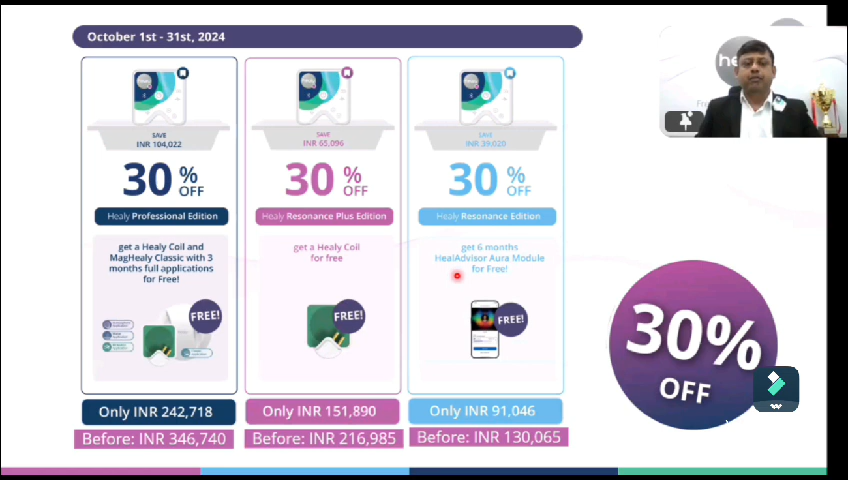 October 1st - 31st, 2024
SAVE
INR 104,022
30 % OFF
Healy Professional Edition
get a Healy Coil and
MagHealy Classic with 3
months full applications
for Free!
FREE!
Only INR 242,718
Before: INR 346,740
SAVE
INR 65,096
30 % OFF
Healy Resonance Plus Edition
get a Healy Coil
for free
FREE!
Only INR 151,890
Before: INR 216,985
SAVE
INR 39,020
30 % OFF
Healy Resonance Edition
get 6 months
HealAdvisor Aura Module
for Free!
FREE!
Only INR 91,046
Before: INR 130,065
he
30%
OFF